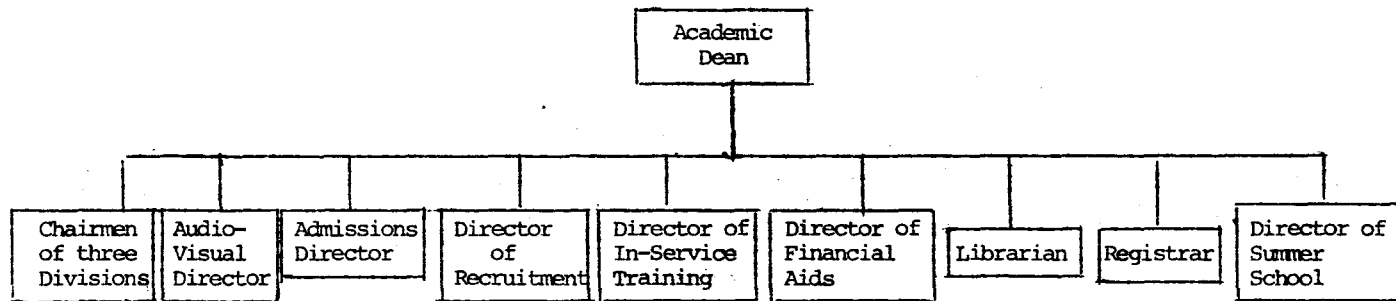 Academic
Dean
Chairmen
of three
Divisions
Audio-
Visual
Director
Admissions
Director
Director
of
Recruitment
Director of
In-Service
Training
Director of
Financial
Aids
Librarian
Registrar
Director of
Summer
School